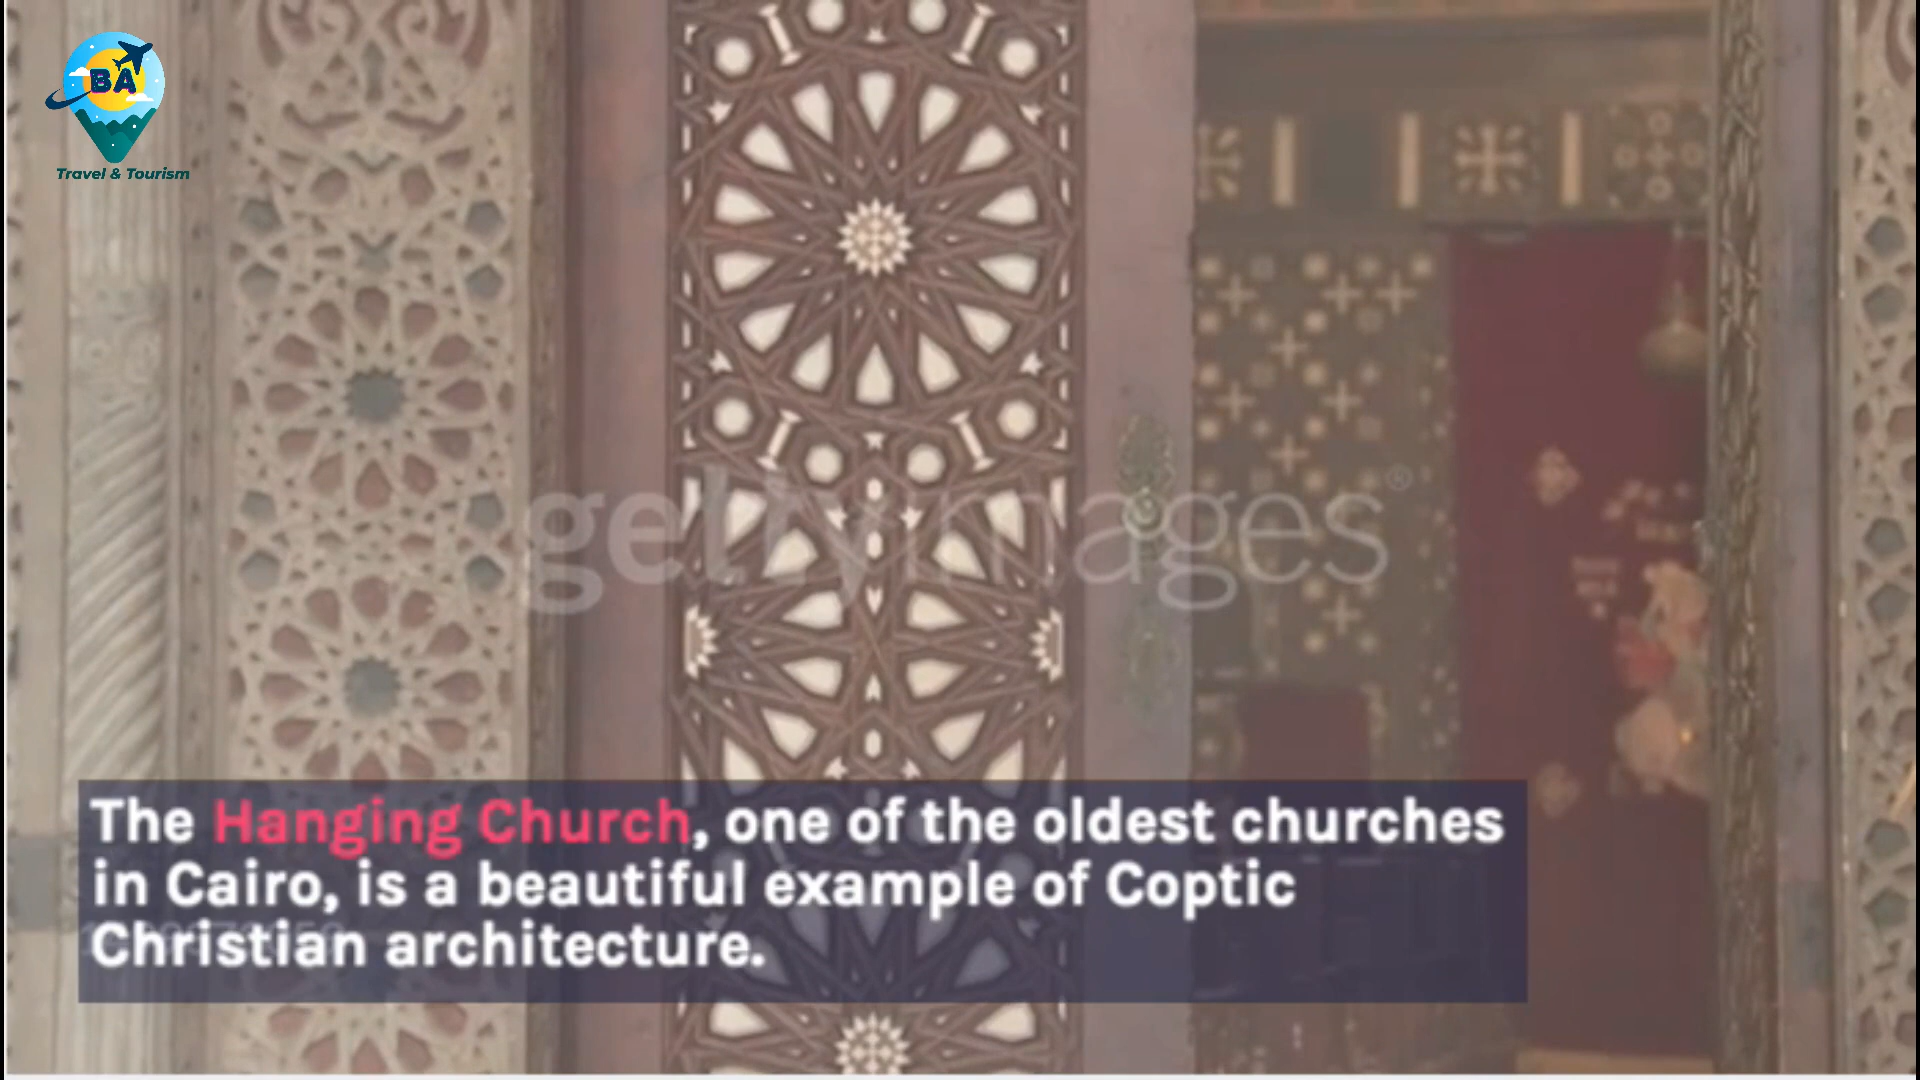 BA
Travel & Tourism
gettyimages®
The Hanging Church, one of the oldest churches
in Cairo, is a beautiful example of Coptic
Christian architecture.